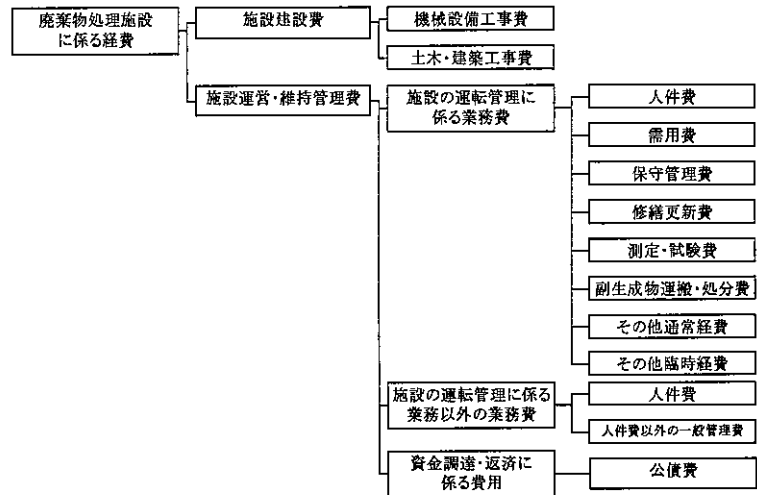 廃棄物処理施設
に係る経費
施設建設費
機械設備工事費
土木・建築工事費
施設運営・維持管理費
施設の運転管理に
係る業務費
人件費
需用費
保守管理費
修繕更新費
測定・試験費
副生成物運搬・処分費
その他通常経費
その他臨時経費
施設の運転管理に係る
業務以外の業務費
人件費
人件費以外の一般管理費
資金調達・返済に
係る費用
公債費